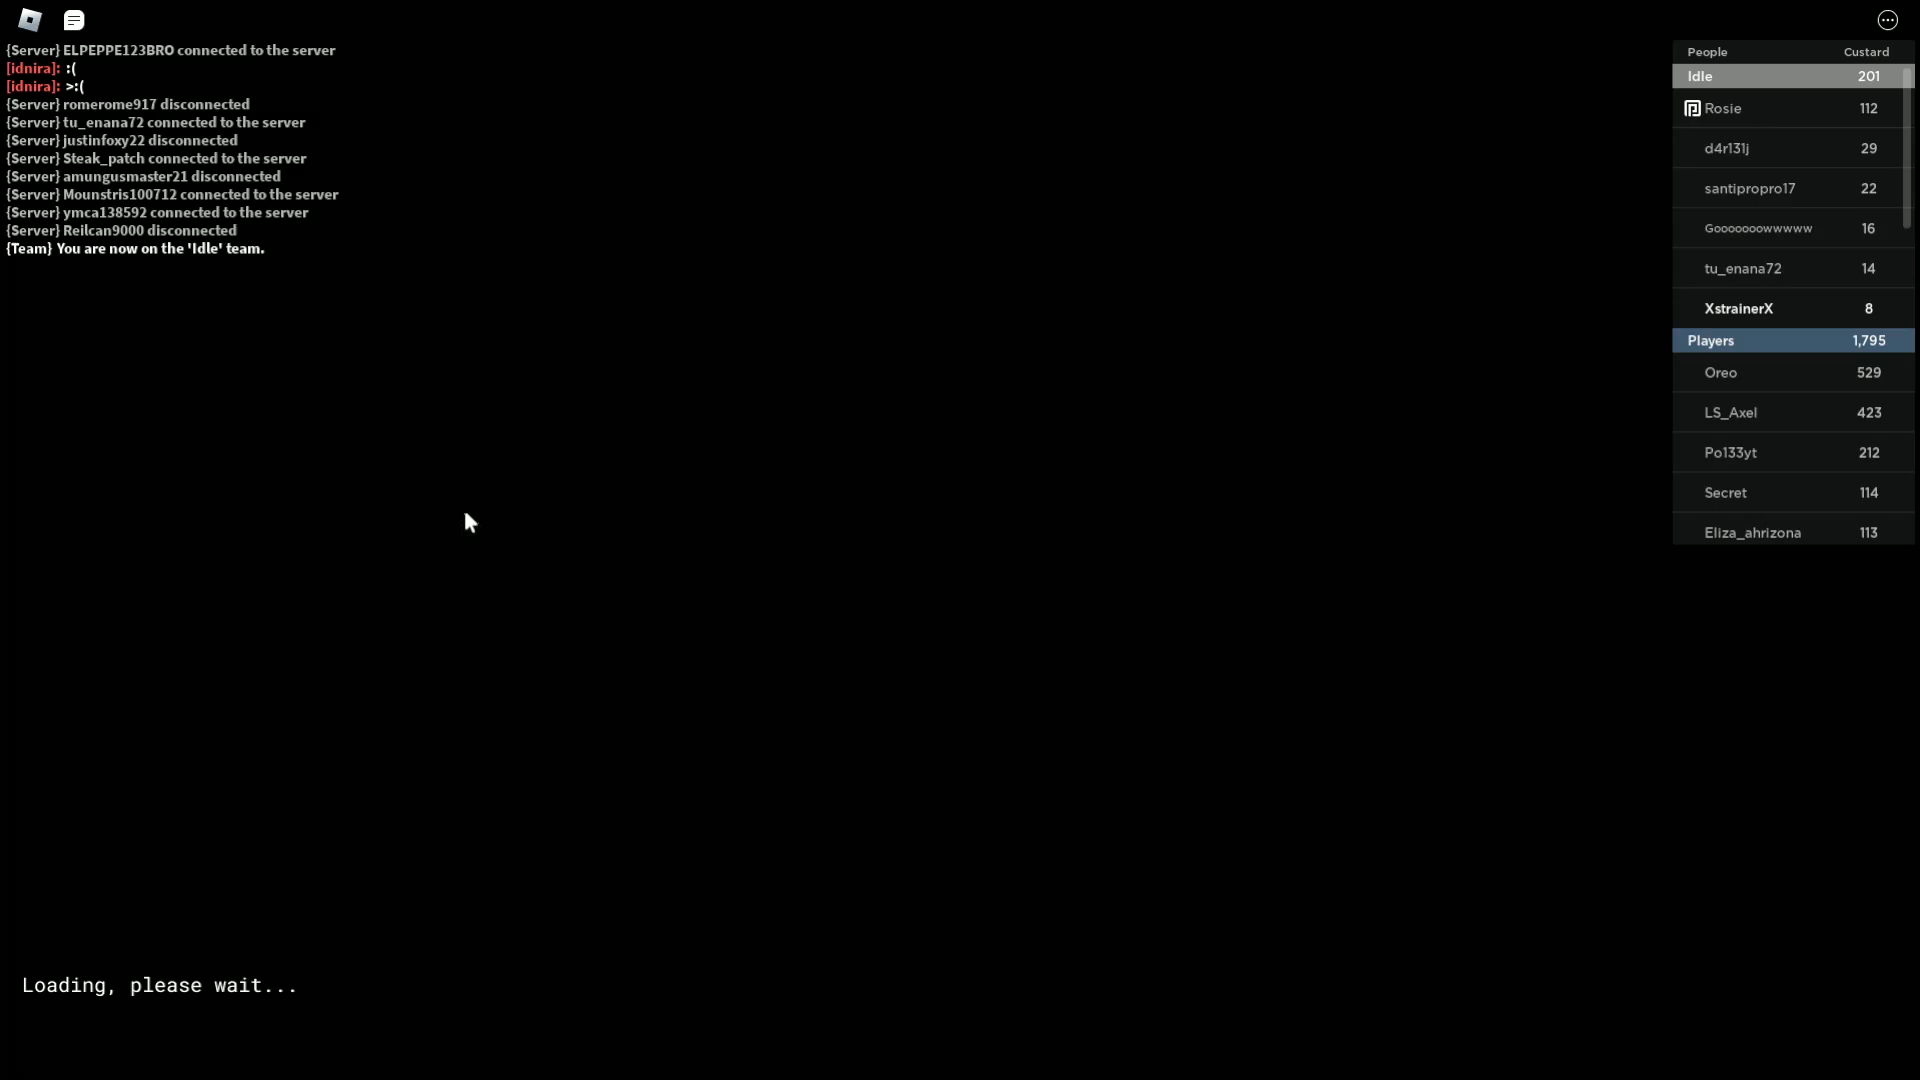 {Server} ELPEPPE123BRO connected to the server
[idnira]: :(
[idnira]: >:(
{Server} romerome917 disconnected
{Server} tu_enana72 connected to the server
{Server} justinfoxy22 disconnected
{Server} Steak_patch connected to the server
{Server} amungusmaster21 disconnected
{Server} Mounstris100712 connected to the server
{Server} ymca138592 connected to the server
{Server} Reilcan9000 disconnected
{Team} You are now on the 'Idle' team.
People Custard
Idle 201
Rosie 112
d4r131j 29
santipropro17 22
Gooooooowwwww 16
tu_enana72 14
XstrainerX 8
Players 1,795
Oreo 529
LS_Axel 423
Po133yt 212
Secret 114
Eliza_ahrizona 113
Loading, please wait...